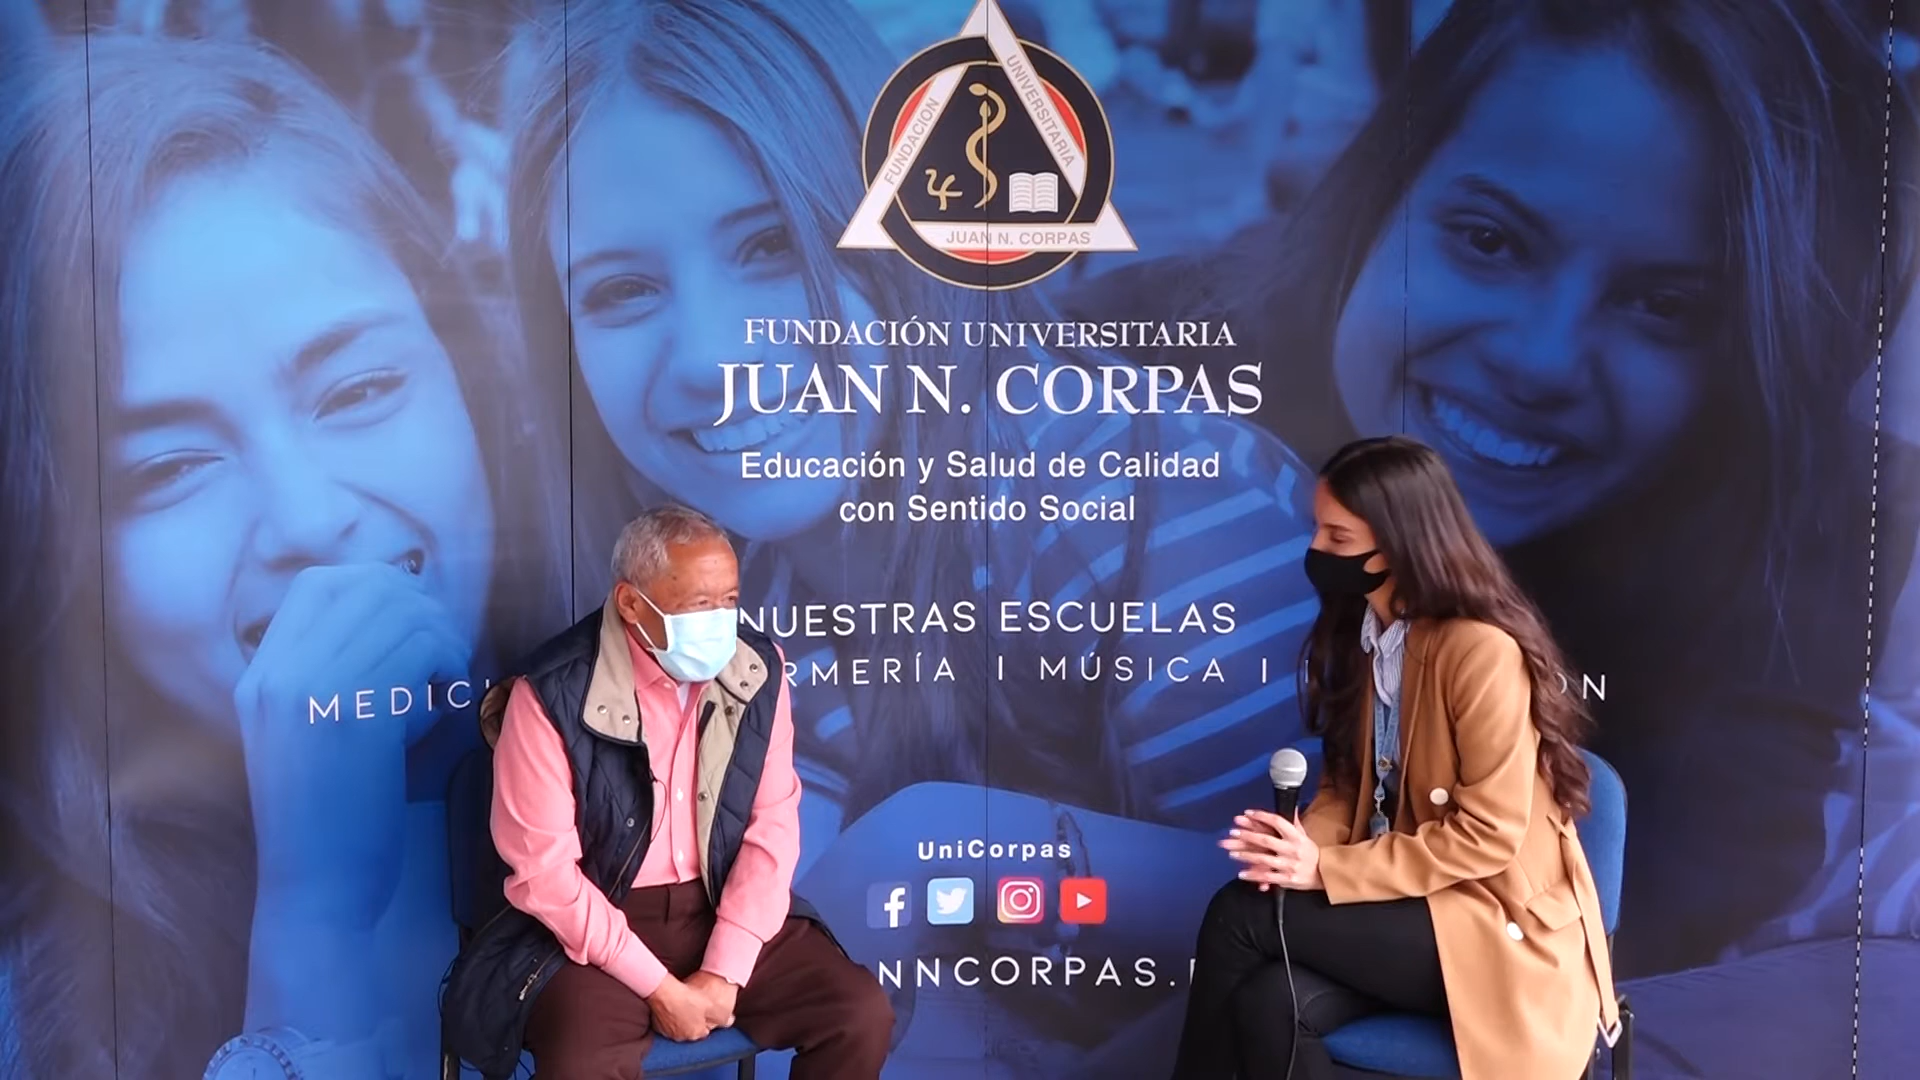 FUNDACION
UNIVERSITARIA
JUAN N. CORPAS
FUNDACIÓN UNIVERSITARIA
JUAN N. CORPAS
Educación y Salud de Calidad
con Sentido Social
NUESTRAS ESCUELAS
MEDIC RMERÍA | MÚSICA | ÓN
UniCorpas
NNCORPAS.